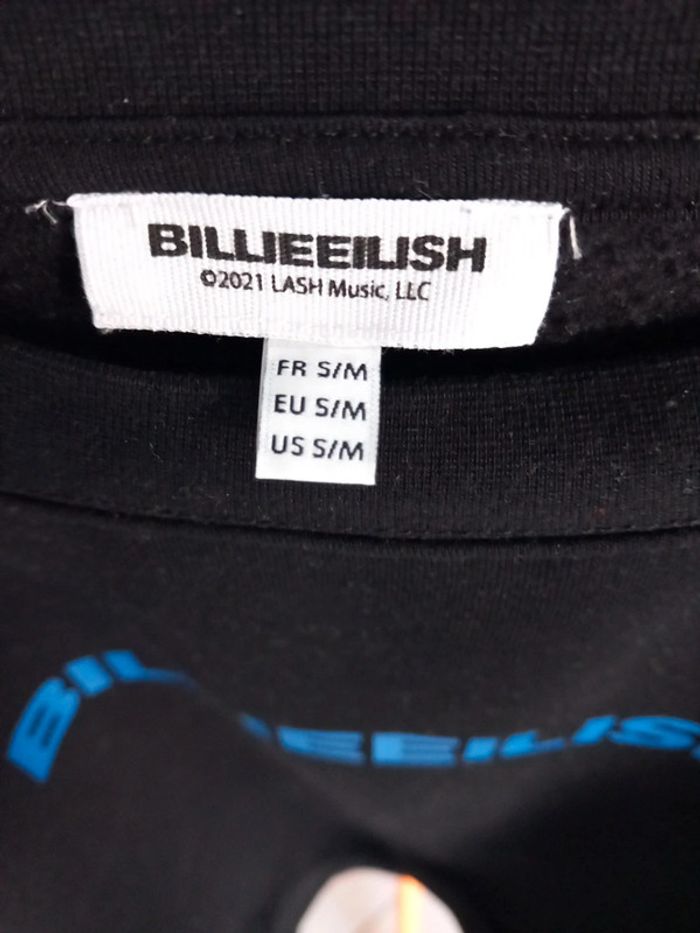 BILLIEEILISH
©2021 LASH Music, LLC
FR S/M
EU S/M
US S/M